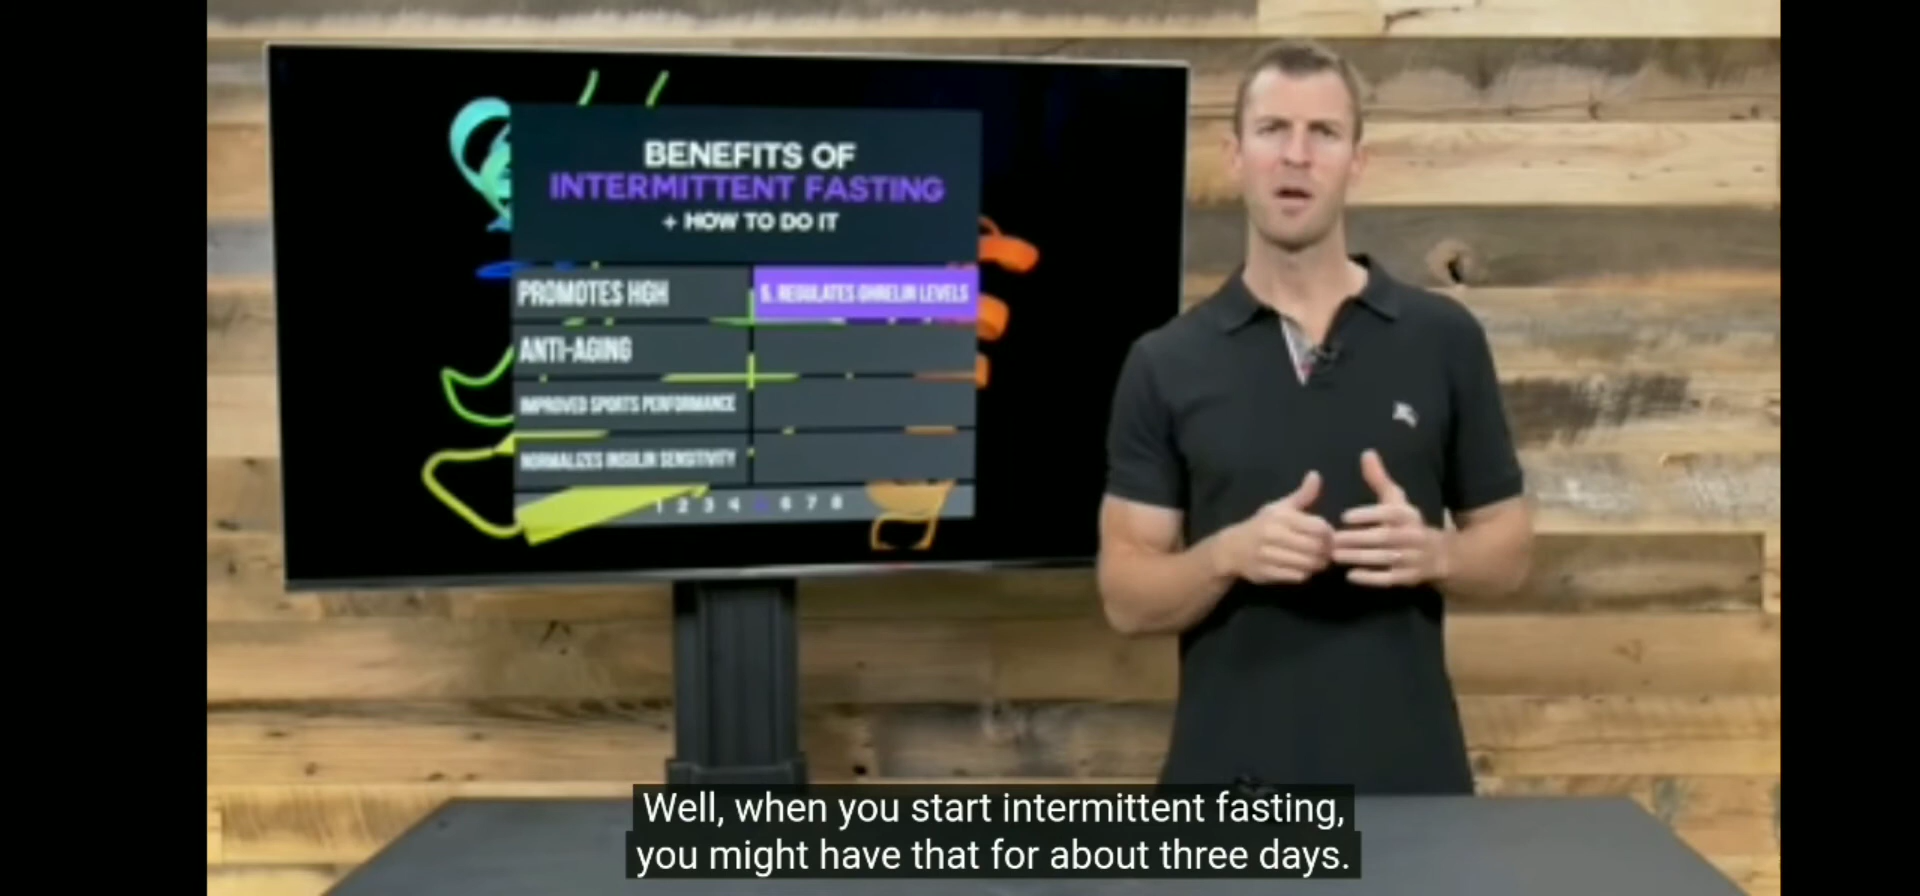 BENEFITS OF
INTERMITTENT FASTING
+ HOW TO DO IT
PROMOTES HGH
5. REGULATES GHRELIN LEVELS
ANTI-AGING
IMPROVED SPORTS PERFORMANCE
NORMALIZES INSULIN SENSITIVITY
1 2 3 4 5 6 7 8
Well, when you start intermittent fasting,
you might have that for about three days.